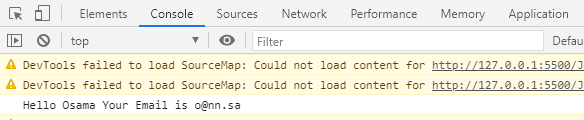 Elements Console Sources Network Performance Memory Application
top Filter Defau
DevTools failed to load SourceMap: Could not load content for http://127.0.0.1:5500/J
DevTools failed to load SourceMap: Could not load content for http://127.0.0.1:5500/J
Hello Osama Your Email is o@nn.sa